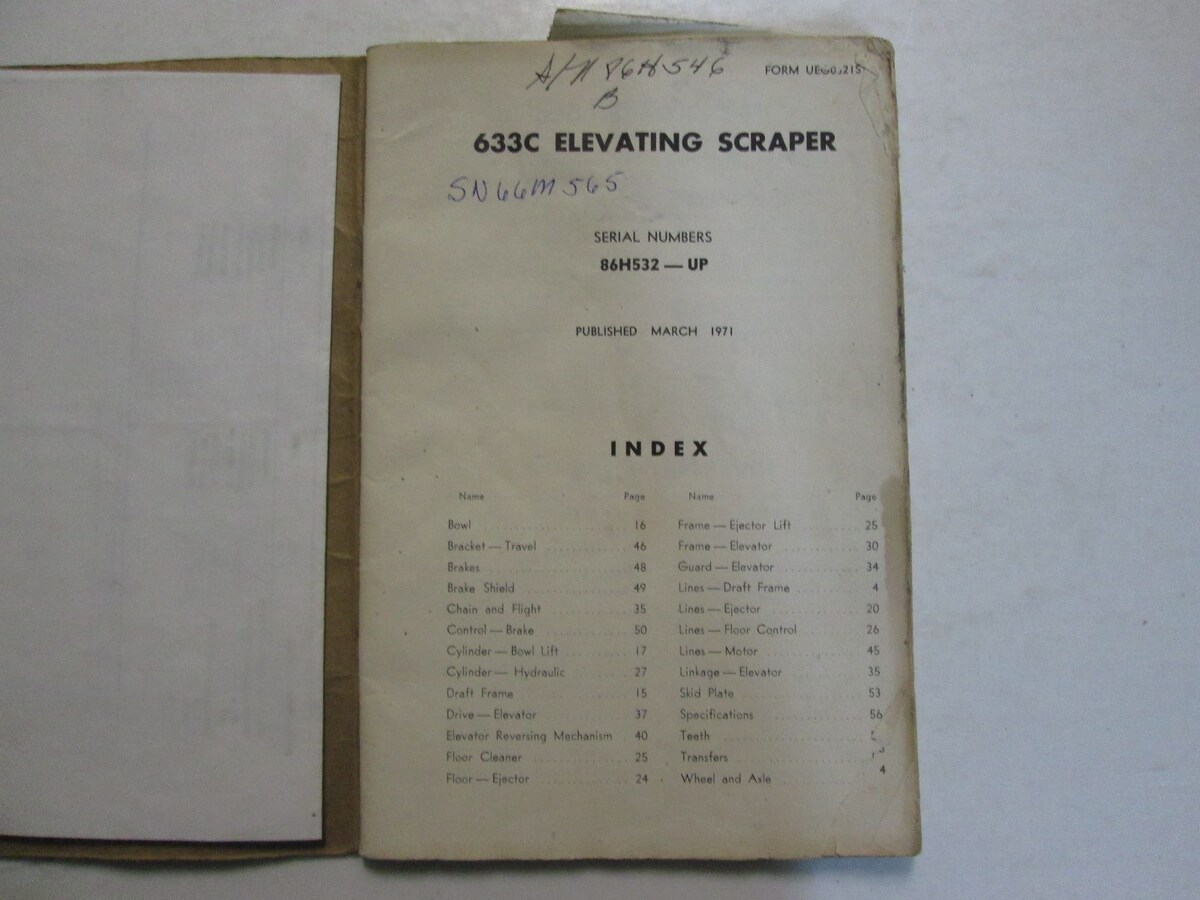 S/N 86H546
FORM
B
633C ELEVATING SCRAPER
SN66M565
SERIAL NUMBERS
86H532 — UP
PUBLISHED MARCH 1971
INDEX
Name Page
Bowl 16
Bracket — Travel 46
Brakes 48
Brake Shield 49
Chain and Flight 35
Control — Brake 50
Cylinder — Bowl Lift 17
Cylinder — Hydraulic 27
Draft Frame 15
Drive — Elevator 37
Elevator Reversing Mechanism 40
Floor Cleaner 25
Floor — Ejector 24
Name Page
Frame — Ejector Lift 25
Frame — Elevator 30
Guard — Elevator 34
Lines — Draft Frame 4
Lines — Ejector 20
Lines — Floor Control 26
Lines — Motor 45
Linkage — Elevator 35
Skid Plate 53
Specifications 56
Teeth
Transfers
Wheel and Axle